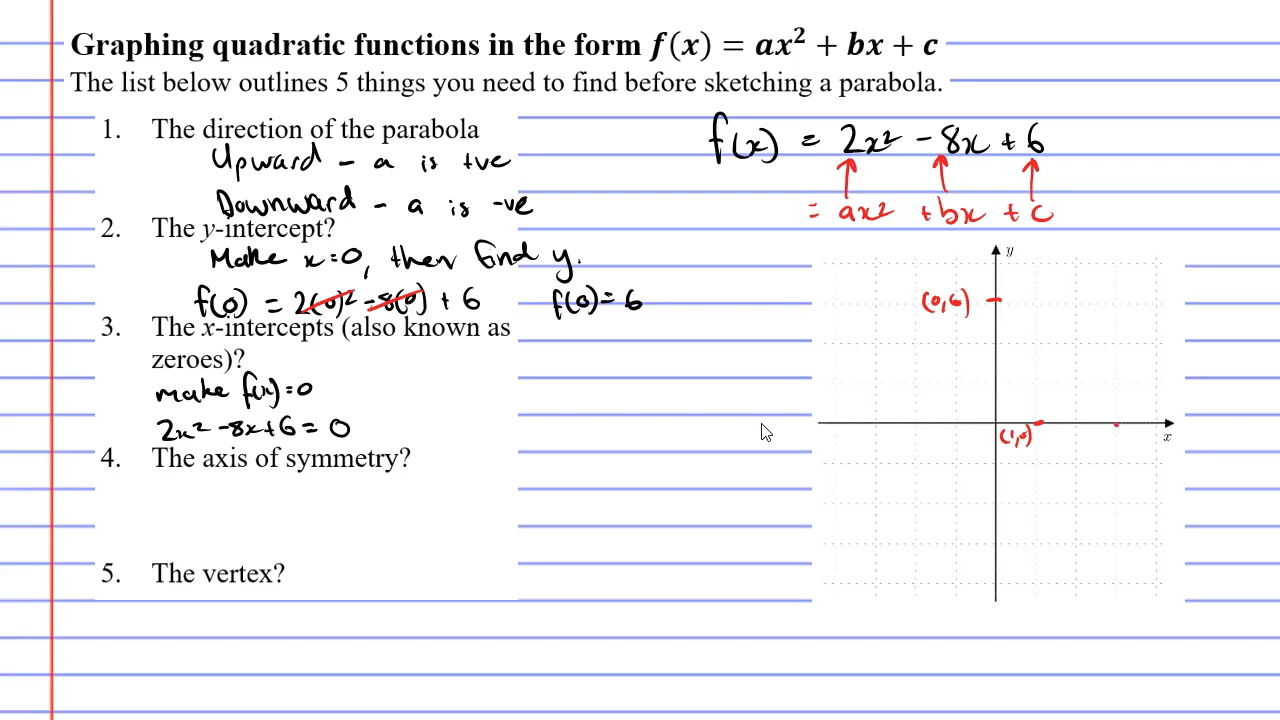 Graphing quadratic functions in the form f(x) = ax² + bx + c
The list below outlines 5 things you need to find before sketching a parabola.
1. The direction of the parabola
Upward - a is +ve
Downward - a is -ve
2. The y-intercept?
Make x=0, then find y.
f(0) = 2(0)² -8(0) + 6 f(0) = 6
3. The x-intercepts (also known as
zeroes)?
make f(x)=0
2x² -8x+6 = 0
4. The axis of symmetry?
5. The vertex?
f(x) = 2x² - 8x + 6
= ax² + bx + c
y
(0,6)
(1,0)
x